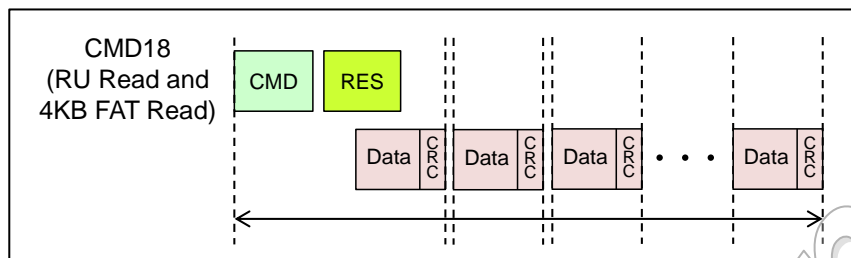 CMD18
(RU Read and
4KB FAT Read)
CMD RES
Data CRC Data CRC Data CRC • • • Data CRC